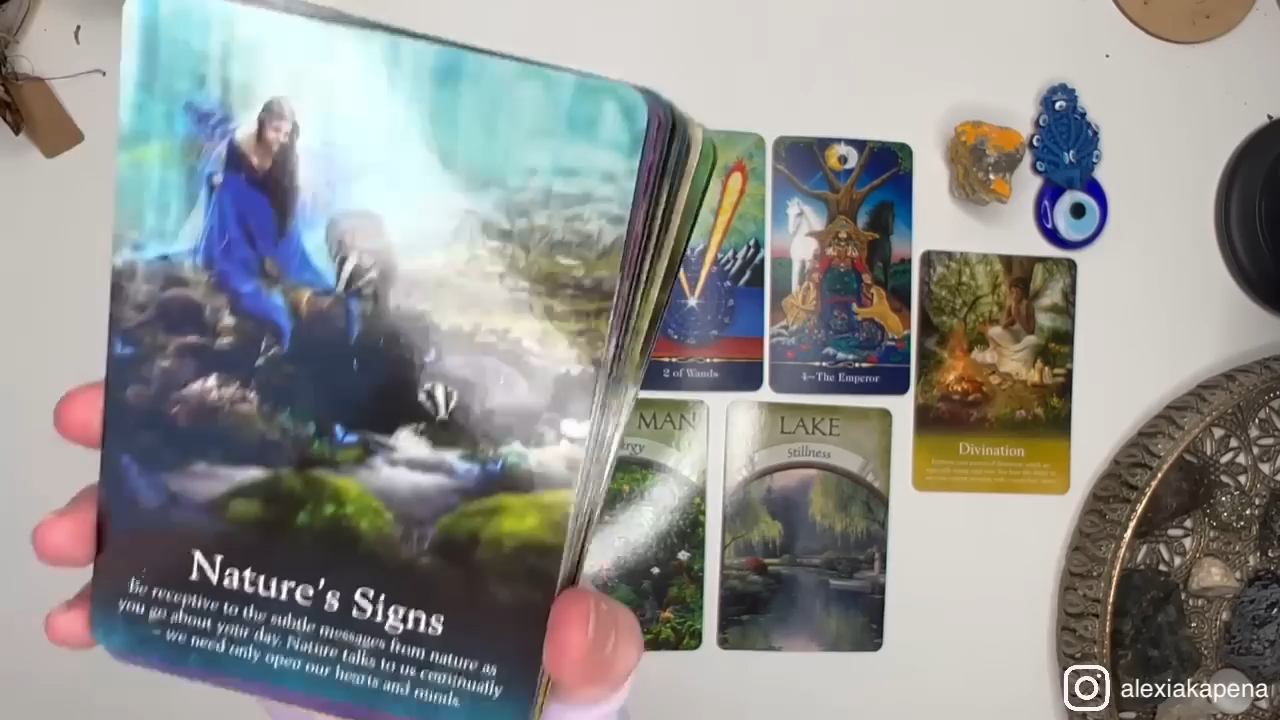 Nature's Signs
Be receptive to the subtle messages from nature as
you go about your day. Nature talks to us continually
– we need only open our hearts and minds.
2 of Wands
4–The Emperor
MAN
LAKE
Stillness
Divination
alexiakapena